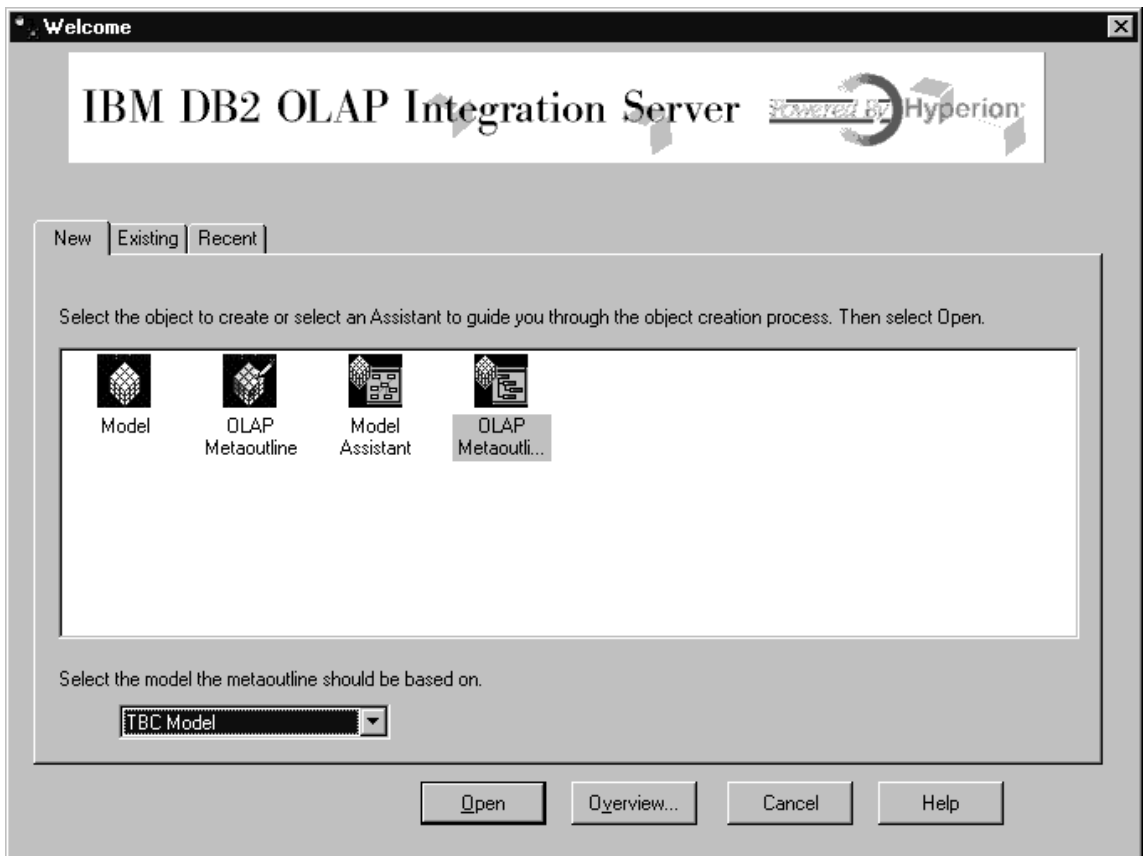 Welcome
IBM DB2 OLAP Integration Server Powered By Hyperion
New Existing Recent
Select the object to create or select an Assistant to guide you through the object creation process. Then select Open.
Model
OLAP
Metaoutline
Model
Assistant
OLAP
Metaoutli...
Select the model the metaoutline should be based on.
TBC Model
Open Overview... Cancel Help